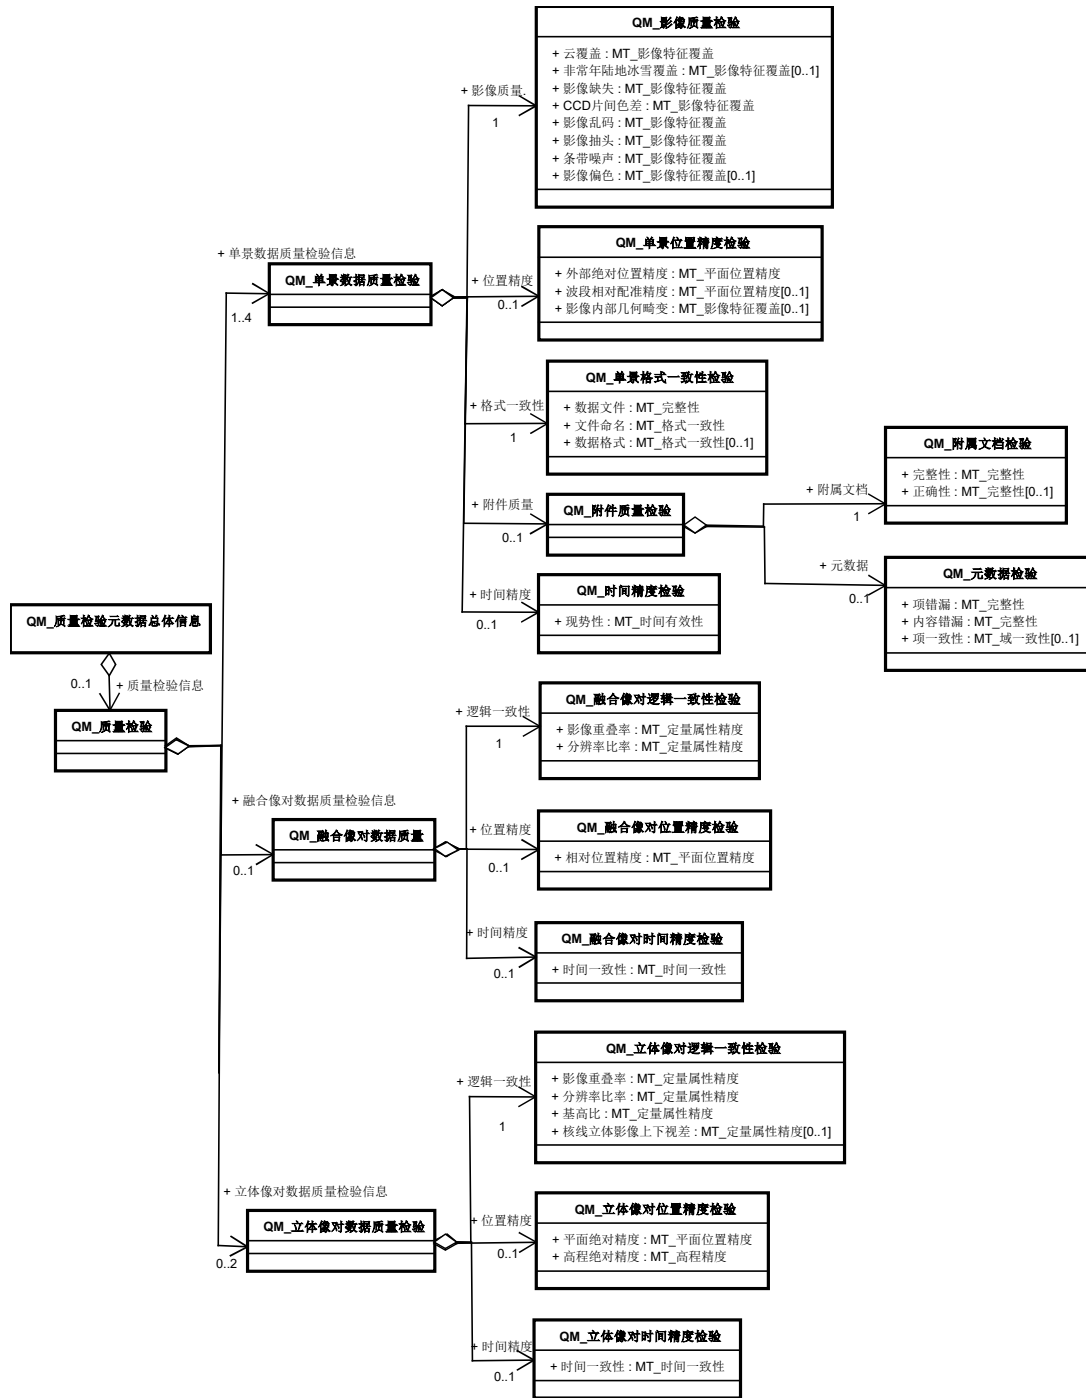 QM_影像质量检验
+ 云覆盖 : MT_影像特征覆盖
+ 非常年陆地冰雪覆盖 : MT_影像特征覆盖[0..1]
+ 影像缺失 : MT_影像特征覆盖
+ CCD片间色差 : MT_影像特征覆盖
+ 影像乱码 : MT_影像特征覆盖
+ 影像抽头 : MT_影像特征覆盖
+ 条带噪声 : MT_影像特征覆盖
+ 影像偏色 : MT_影像特征覆盖[0..1]
+ 影像质量.
1
QM_单景位置精度检验
+ 外部绝对位置精度 : MT_平面位置精度
+ 波段相对配准精度 : MT_平面位置精度[0..1]
+ 影像内部几何畸变 : MT_影像特征覆盖[0..1]
+ 单景数据质量检验信息
QM_单景数据质量检验
1..4
+ 位置精度
0..1
QM_单景格式一致性检验
+ 数据文件 : MT_完整性
+ 文件命名 : MT_格式一致性
+ 数据格式 : MT_格式一致性[0..1]
+ 格式一致性
1
QM_附属文档检验
+ 完整性 : MT_完整性
+ 正确性 : MT_完整性[0..1]
+ 附属文档
1
+ 附件质量
0..1
QM_附件质量检验
+ 元数据
0..1
QM_元数据检验
+ 项错漏 : MT_完整性
+ 内容错漏 : MT_完整性
+ 项一致性 : MT_域一致性[0..1]
+ 时间精度
0..1
QM_时间精度检验
+ 现势性 : MT_时间有效性
QM_质量检验元数据总体信息
0..1
+ 质量检验信息
QM_质量检验
QM_融合像对逻辑一致性检验
+ 影像重叠率 : MT_定量属性精度
+ 分辨率比率 : MT_定量属性精度
+ 逻辑一致性
1
+ 融合像对数据质量检验信息
QM_融合像对数据质量
0..1
+ 位置精度
0..1
QM_融合像对位置精度检验
+ 相对位置精度 : MT_平面位置精度
+ 时间精度
0..1
QM_融合像对时间精度检验
+ 时间一致性 : MT_时间一致性
QM_立体像对逻辑一致性检验
+ 影像重叠率 : MT_定量属性精度
+ 分辨率比率 : MT_定量属性精度
+ 基高比 : MT_定量属性精度
+ 核线立体影像上下视差 : MT_定量属性精度[0..1]
+ 逻辑一致性
1
+ 立体像对数据质量检验信息
QM_立体像对数据质量检验
0..2
+ 位置精度
0..1
QM_立体像对位置精度检验
+ 平面绝对精度 : MT_平面位置精度
+ 高程绝对精度 : MT_高程精度
+ 时间精度
0..1
QM_立体像对时间精度检验
+ 时间一致性 : MT_时间一致性